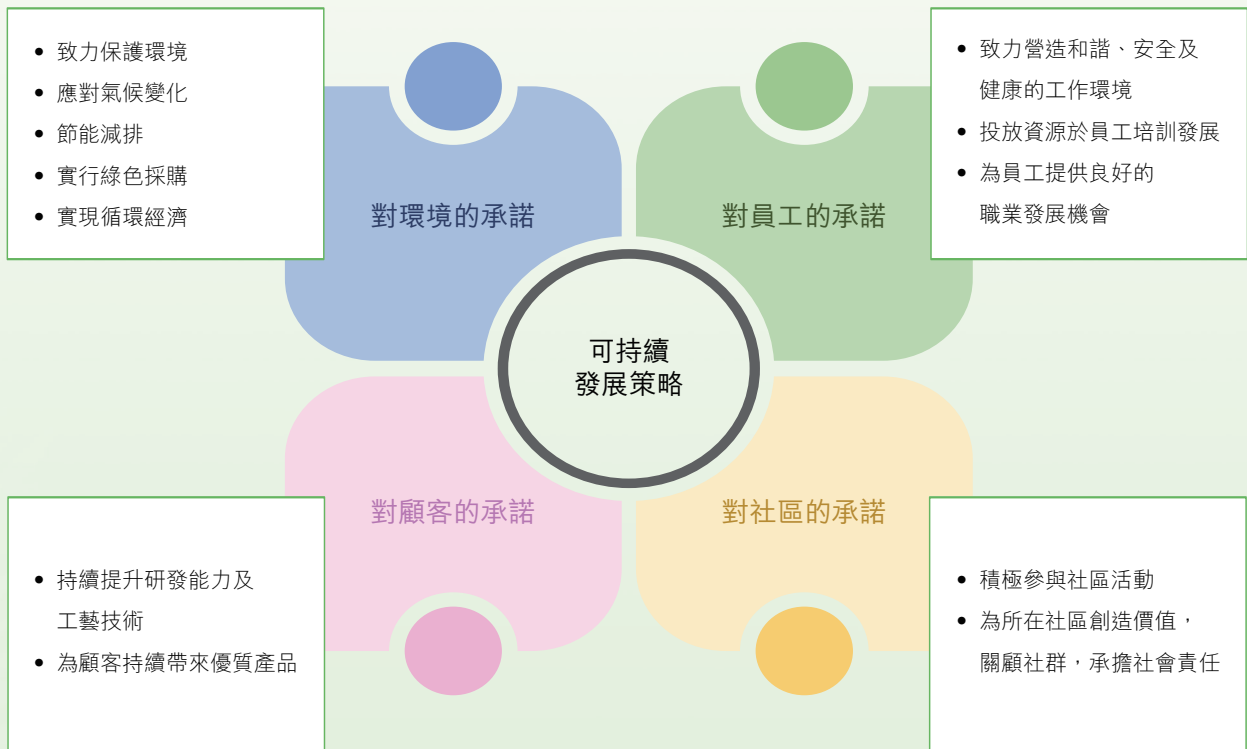 • 致力保護環境
• 應對氣候變化
• 節能減排
• 實行綠色採購
• 實現循環經濟
對環境的承諾
對員工的承諾
• 致力營造和諧、安全及
健康的工作環境
• 投放資源於員工培訓發展
• 為員工提供良好的
職業發展機會
可持續
發展策略
• 持續提升研發能力及
工藝技術
• 為顧客持續帶來優質產品
對顧客的承諾
對社區的承諾
• 積極參與社區活動
• 為所在社區創造價值，
關顧社群，承擔社會責任